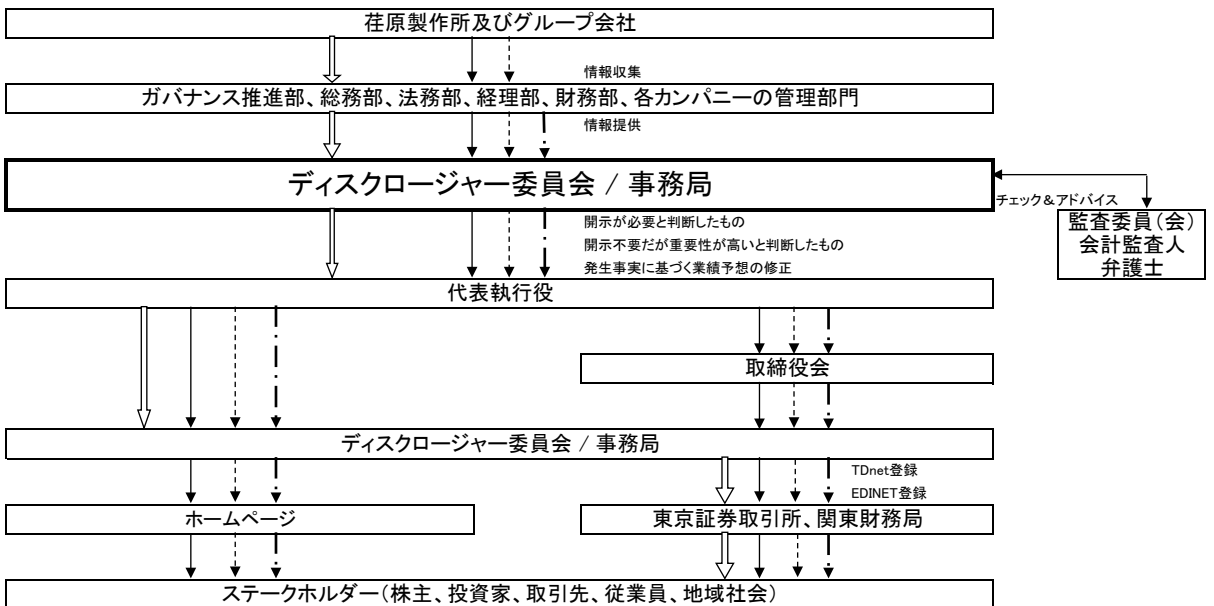 荏原製作所及びグループ会社
情報収集
ガバナンス推進部、総務部、法務部、経理部、財務部、各カンパニーの管理部門
情報提供
ディスクロージャー委員会 / 事務局
チェック&アドバイス
監査委員(会)
会計監査人
弁護士
開示が必要と判断したもの
開示不要だが重要性が高いと判断したもの
発生事実に基づく業績予想の修正
代表執行役
取締役会
ディスクロージャー委員会 / 事務局
TDnet登録
EDINET登録
ホームページ
東京証券取引所、関東財務局
ステークホルダー(株主、投資家、取引先、従業員、地域社会)